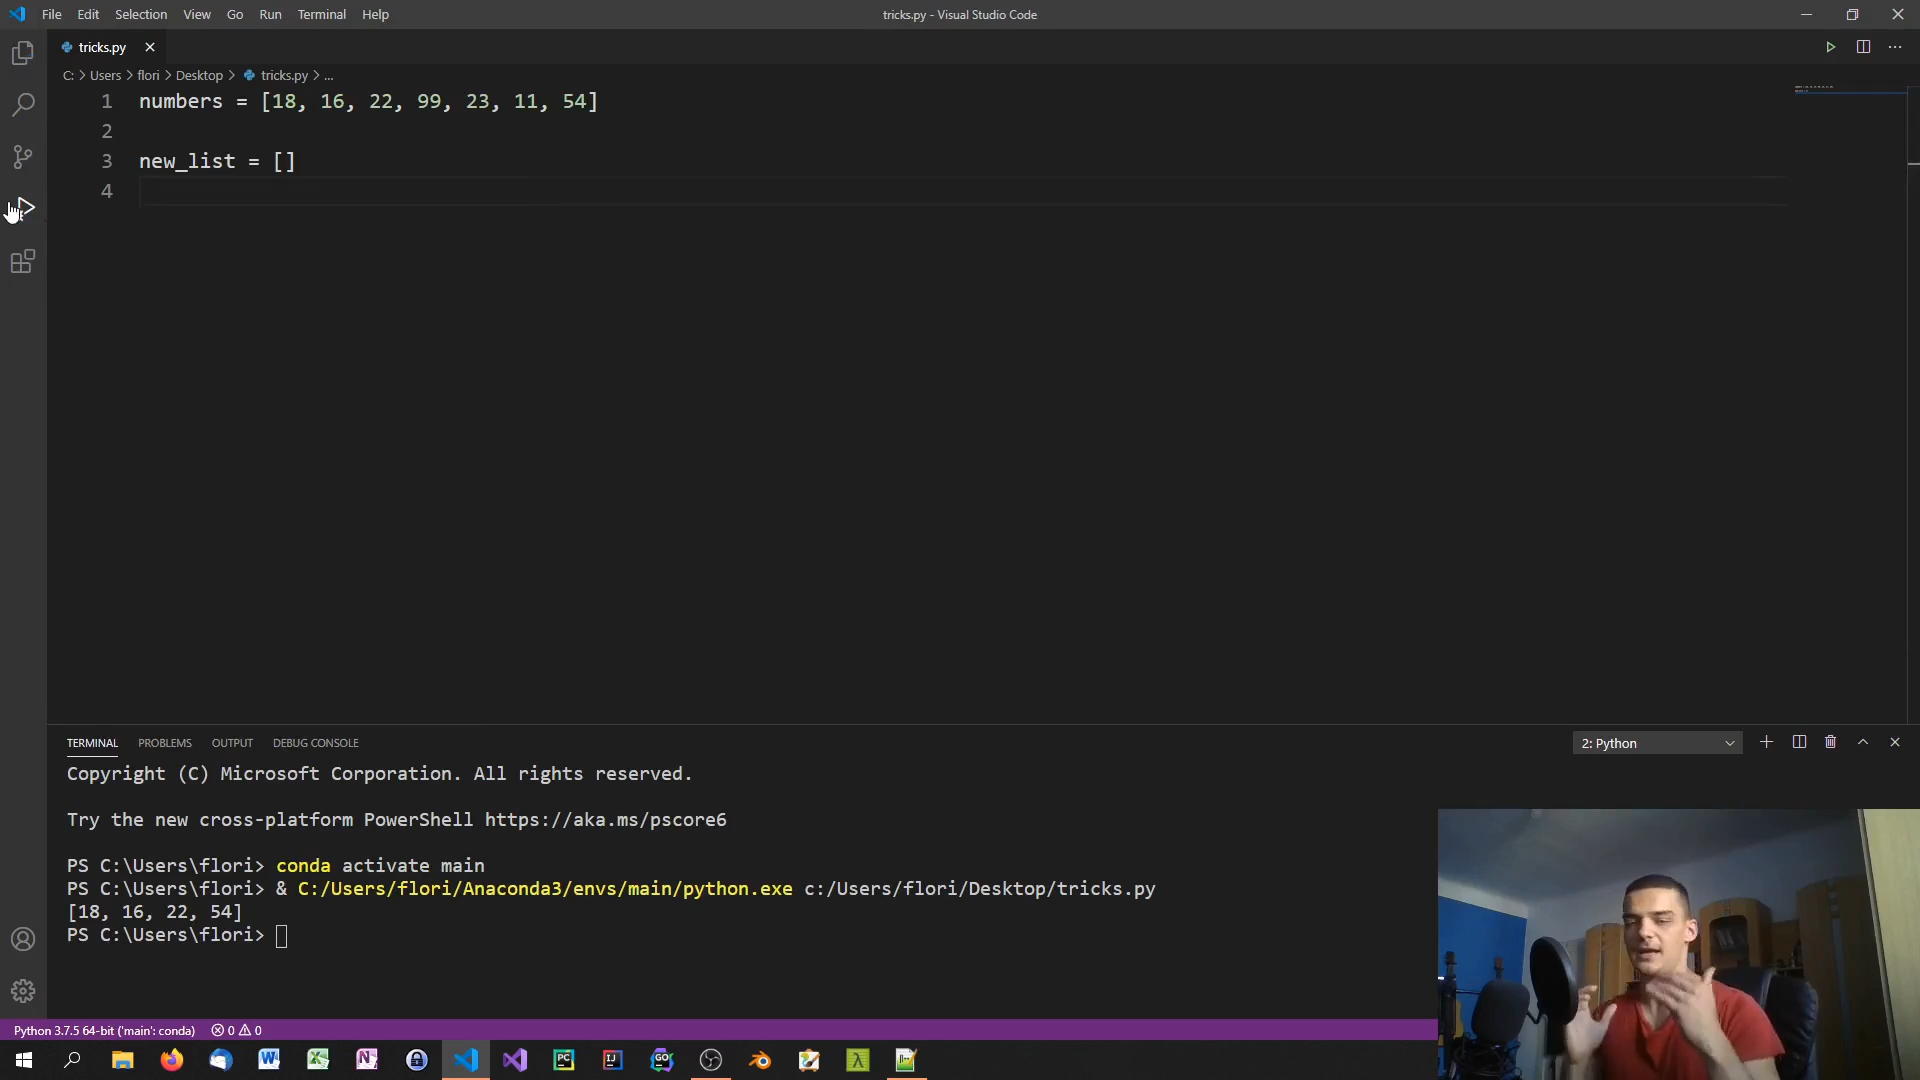 File Edit Selection View Go Run Terminal Help
tricks.py - Visual Studio Code
tricks.py
C: > Users > flori > Desktop > tricks.py > ...
1 numbers = [18, 16, 22, 99, 23, 11, 54]
2
3 new_list = []
4
TERMINAL PROBLEMS OUTPUT DEBUG CONSOLE
2: Python
Copyright (C) Microsoft Corporation. All rights reserved.
Try the new cross-platform PowerShell https://aka.ms/pscore6
PS C:\Users\flori> conda activate main
PS C:\Users\flori> & C:/Users/flori/Anaconda3/envs/main/python.exe c:/Users/flori/Desktop/tricks.py
[18, 16, 22, 54]
PS C:\Users\flori>
Python 3.7.5 64-bit ('main': conda) 0 0